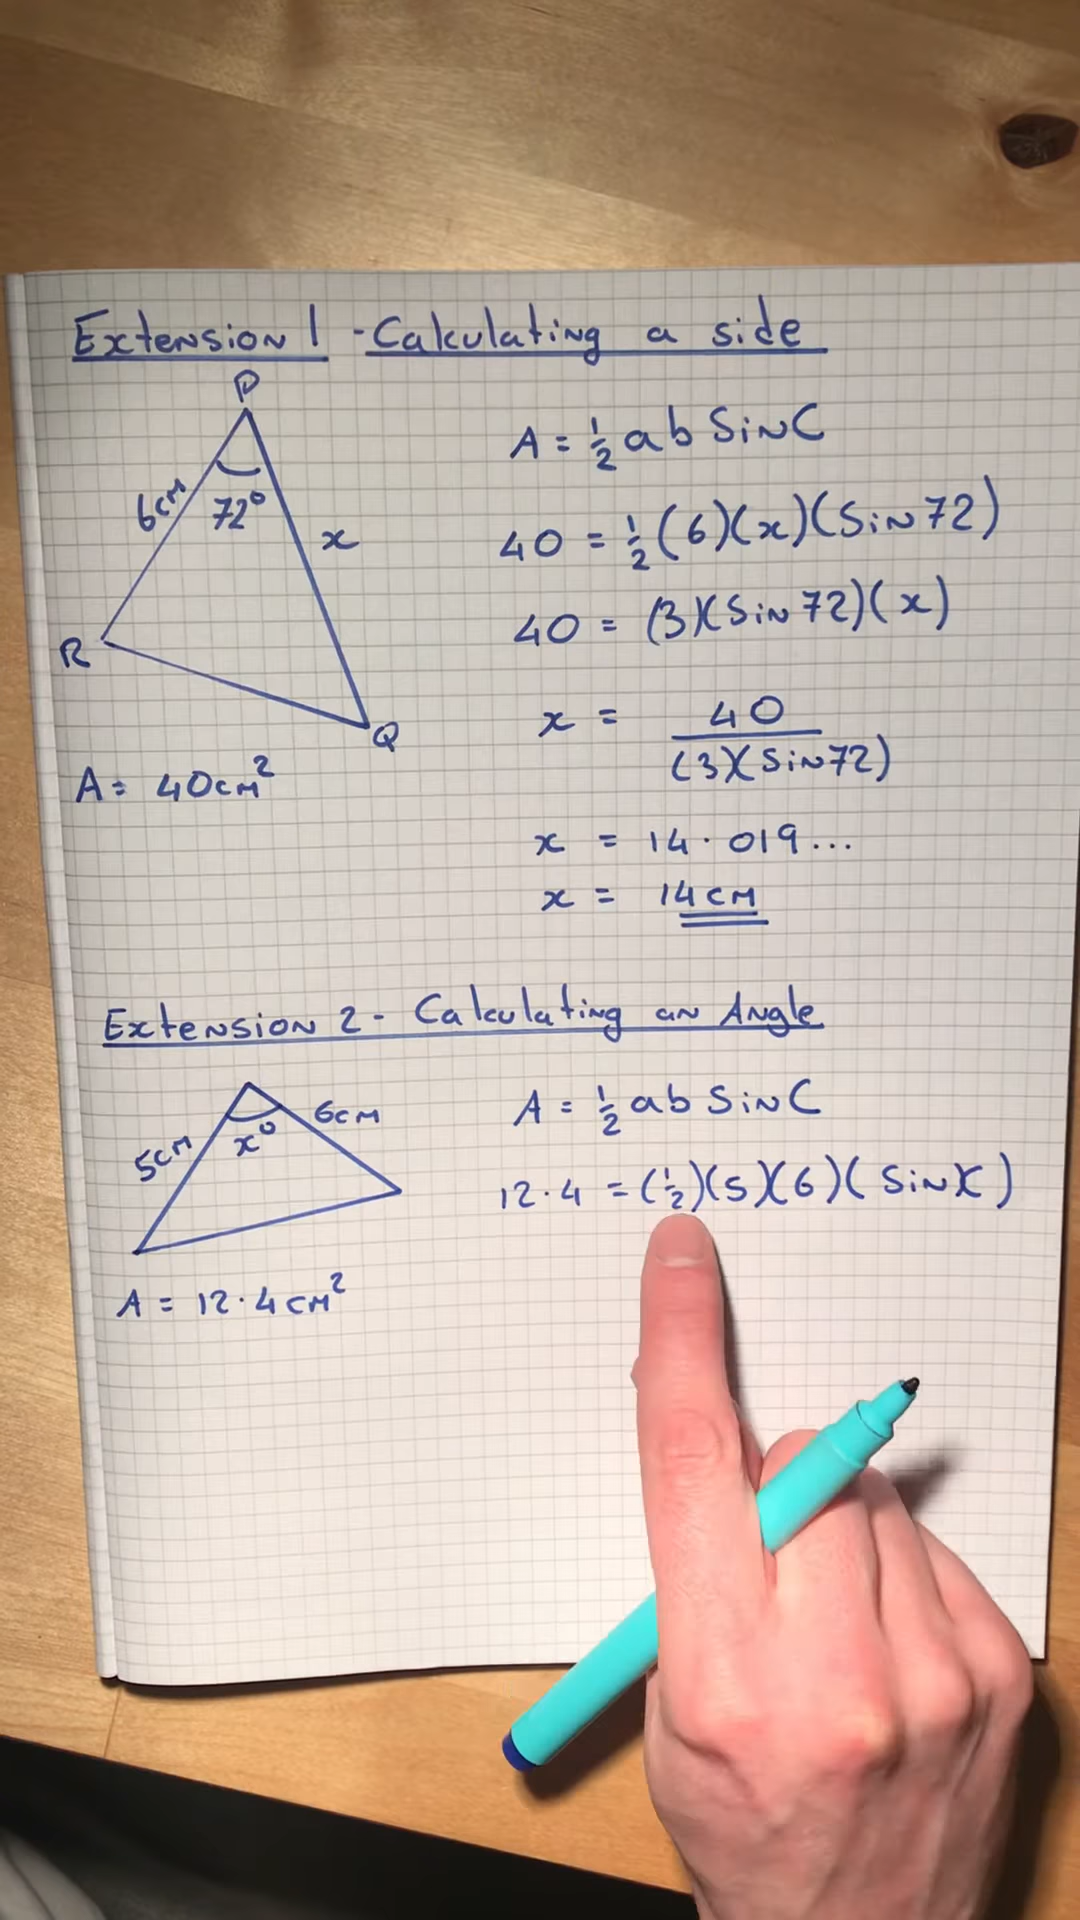 Extension 1 - Calculating a side
P
6cm
72°
x
R
Q
A = 40cm²
A = ½ab SinC
40 = ½(6)(x)(Sin72)
40 = (3)(Sin72)(x)
x = 40
(3)(Sin72)
x = 14.019...
x = 14cm
Extension 2 - Calculating an Angle
5cm
x°
6cm
A = 12.4cm²
A = ½ab SinC
12.4 = (½)(5)(6)(SinX)